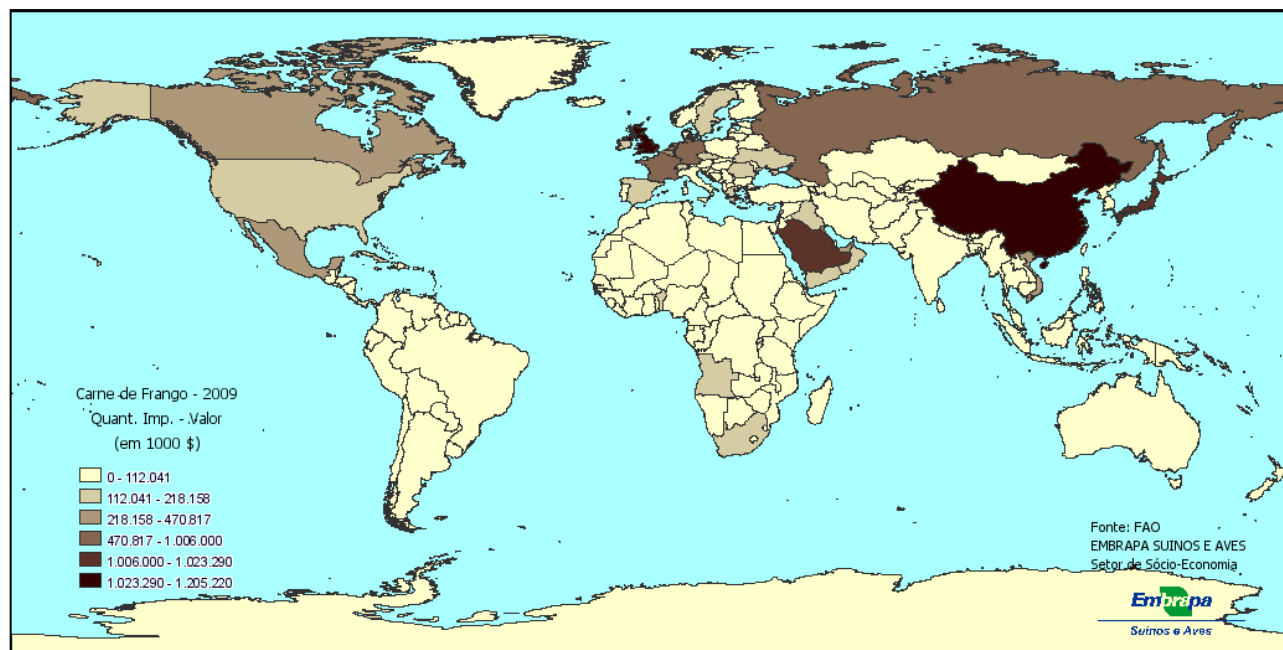 Carne de Frango - 2009
Quant. Imp. - Valor
(em 1000 $)
0 - 112.041
112.041 - 218.158
218.158 - 470.817
470.817 - 1.006.000
1.006.000 - 1.023.290
1.023.290 - 1.205.220
Fonte: FAO
EMBRAPA SUINOS E AVES
Setor de Sócio-Economia
Embrapa
Suínos e Aves